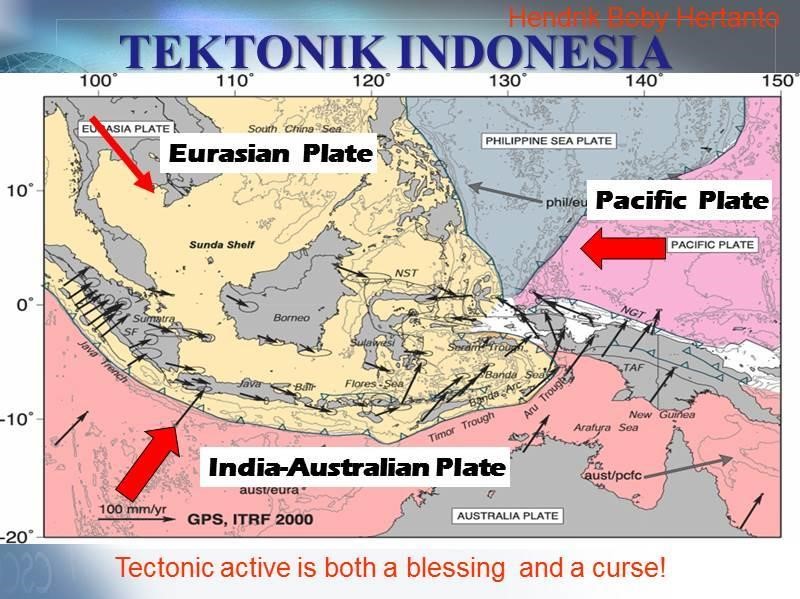 Hendrik Boby Hertanto
TEKTONIK INDONESIA
100° 110° 120° 130° 140° 150°
EURASIA PLATE
South China Sea
PHILIPPINE SEA PLATE
Eurasian Plate
10°
phil/eu
Pacific Plate
Sunda Shelf
PACIFIC PLATE
NST
0°
NGT
Sumatra
Borneo
SF
Sulawesi
Seram Trough
Java Trench
TAF
Java
Bali
Flores Sea
Banda Sea
Banda Arc
Aru Trough
New Guinea
-10°
Timor Trough
Arafura Sea
India-Australian Plate
aust/pcfc
aust/eura
100 mm/yr
GPS, ITRF 2000
AUSTRALIA PLATE
-20°
Tectonic active is both a blessing and a curse!